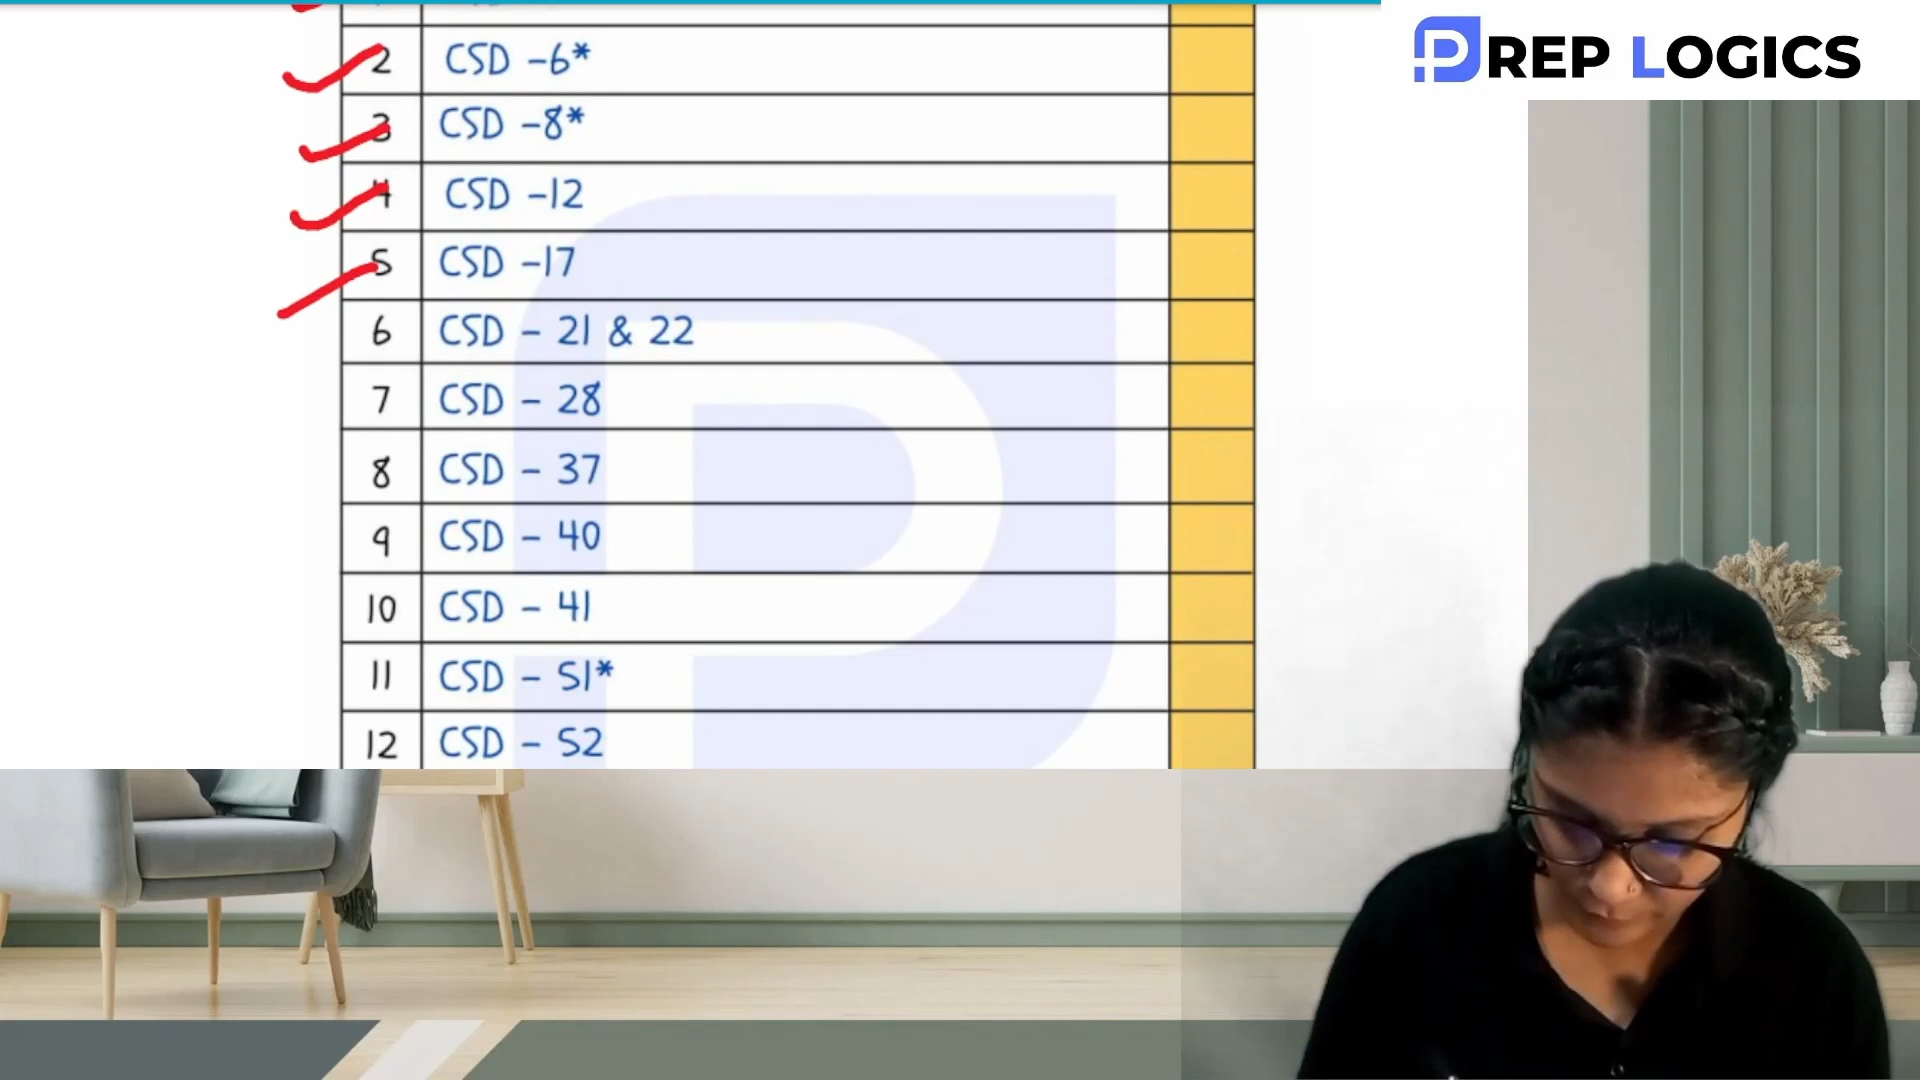 PREP LOGICS
2 CSD -6*
3 CSD -8*
4 CSD -12
5 CSD -17
6 CSD - 21 & 22
7 CSD - 28
8 CSD - 37
9 CSD - 40
10 CSD - 41
11 CSD - 51*
12 CSD - 52